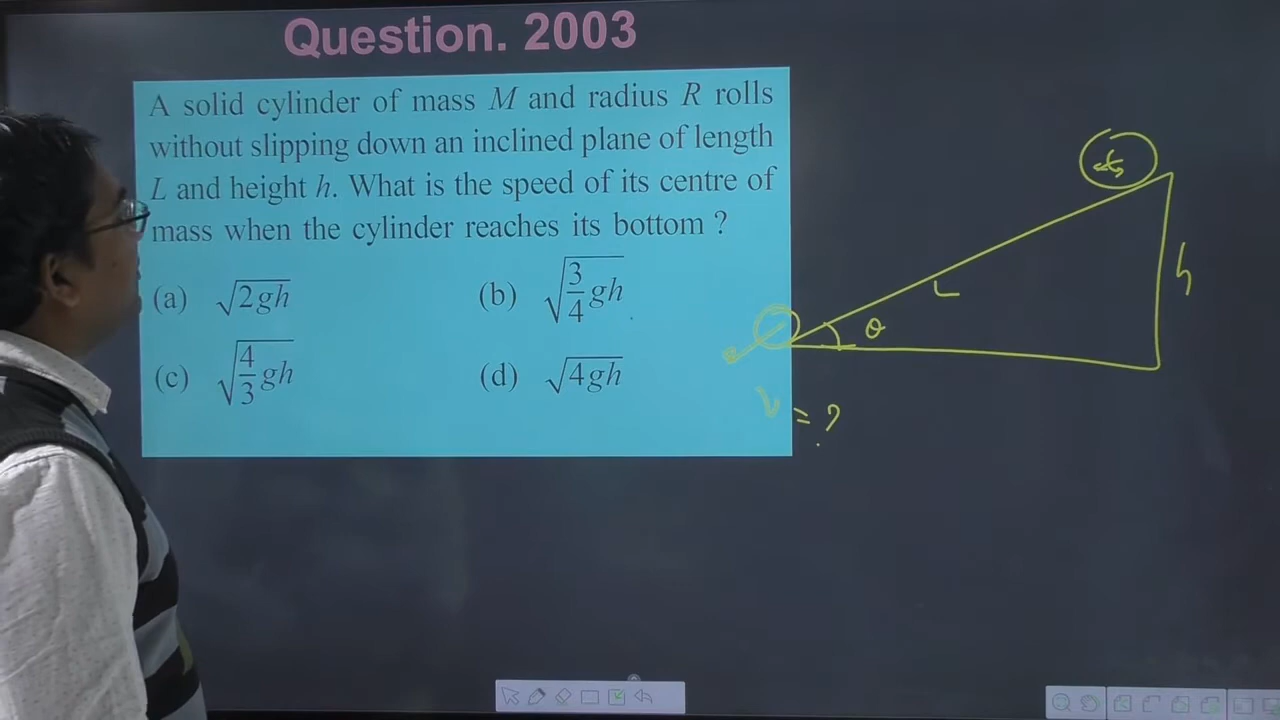 Question. 2003
A solid cylinder of mass M and radius R rolls
without slipping down an inclined plane of length
L and height h. What is the speed of its centre of
mass when the cylinder reaches its bottom ?
(a) √2gh
(b) √3/4 gh
(c) √4/3 gh
(d) √4gh
L
h
θ
v = ?